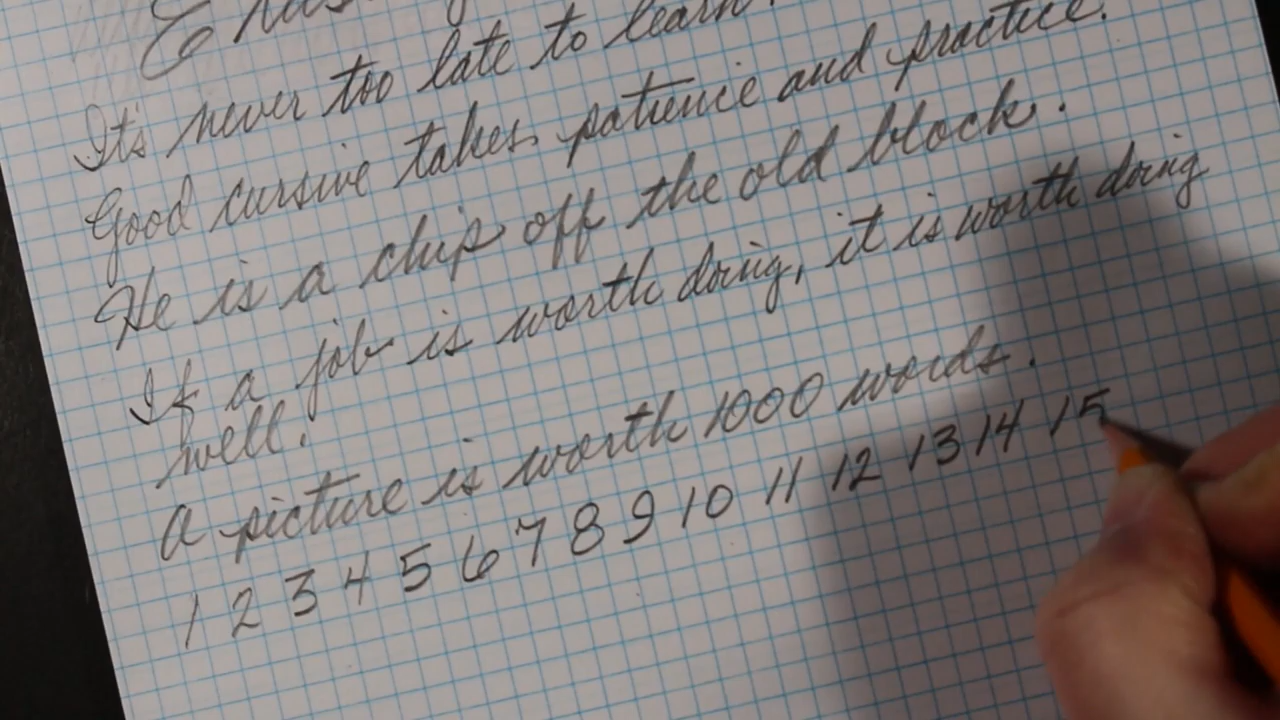 It's never too late to learn.
Good cursive takes patience and practice.
He is a chip off the old block.
If a job is worth doing, it is worth doing
well.
A picture is worth 1000 words.
1 2 3 4 5 6 7 8 9 10 11 12 13 14 15